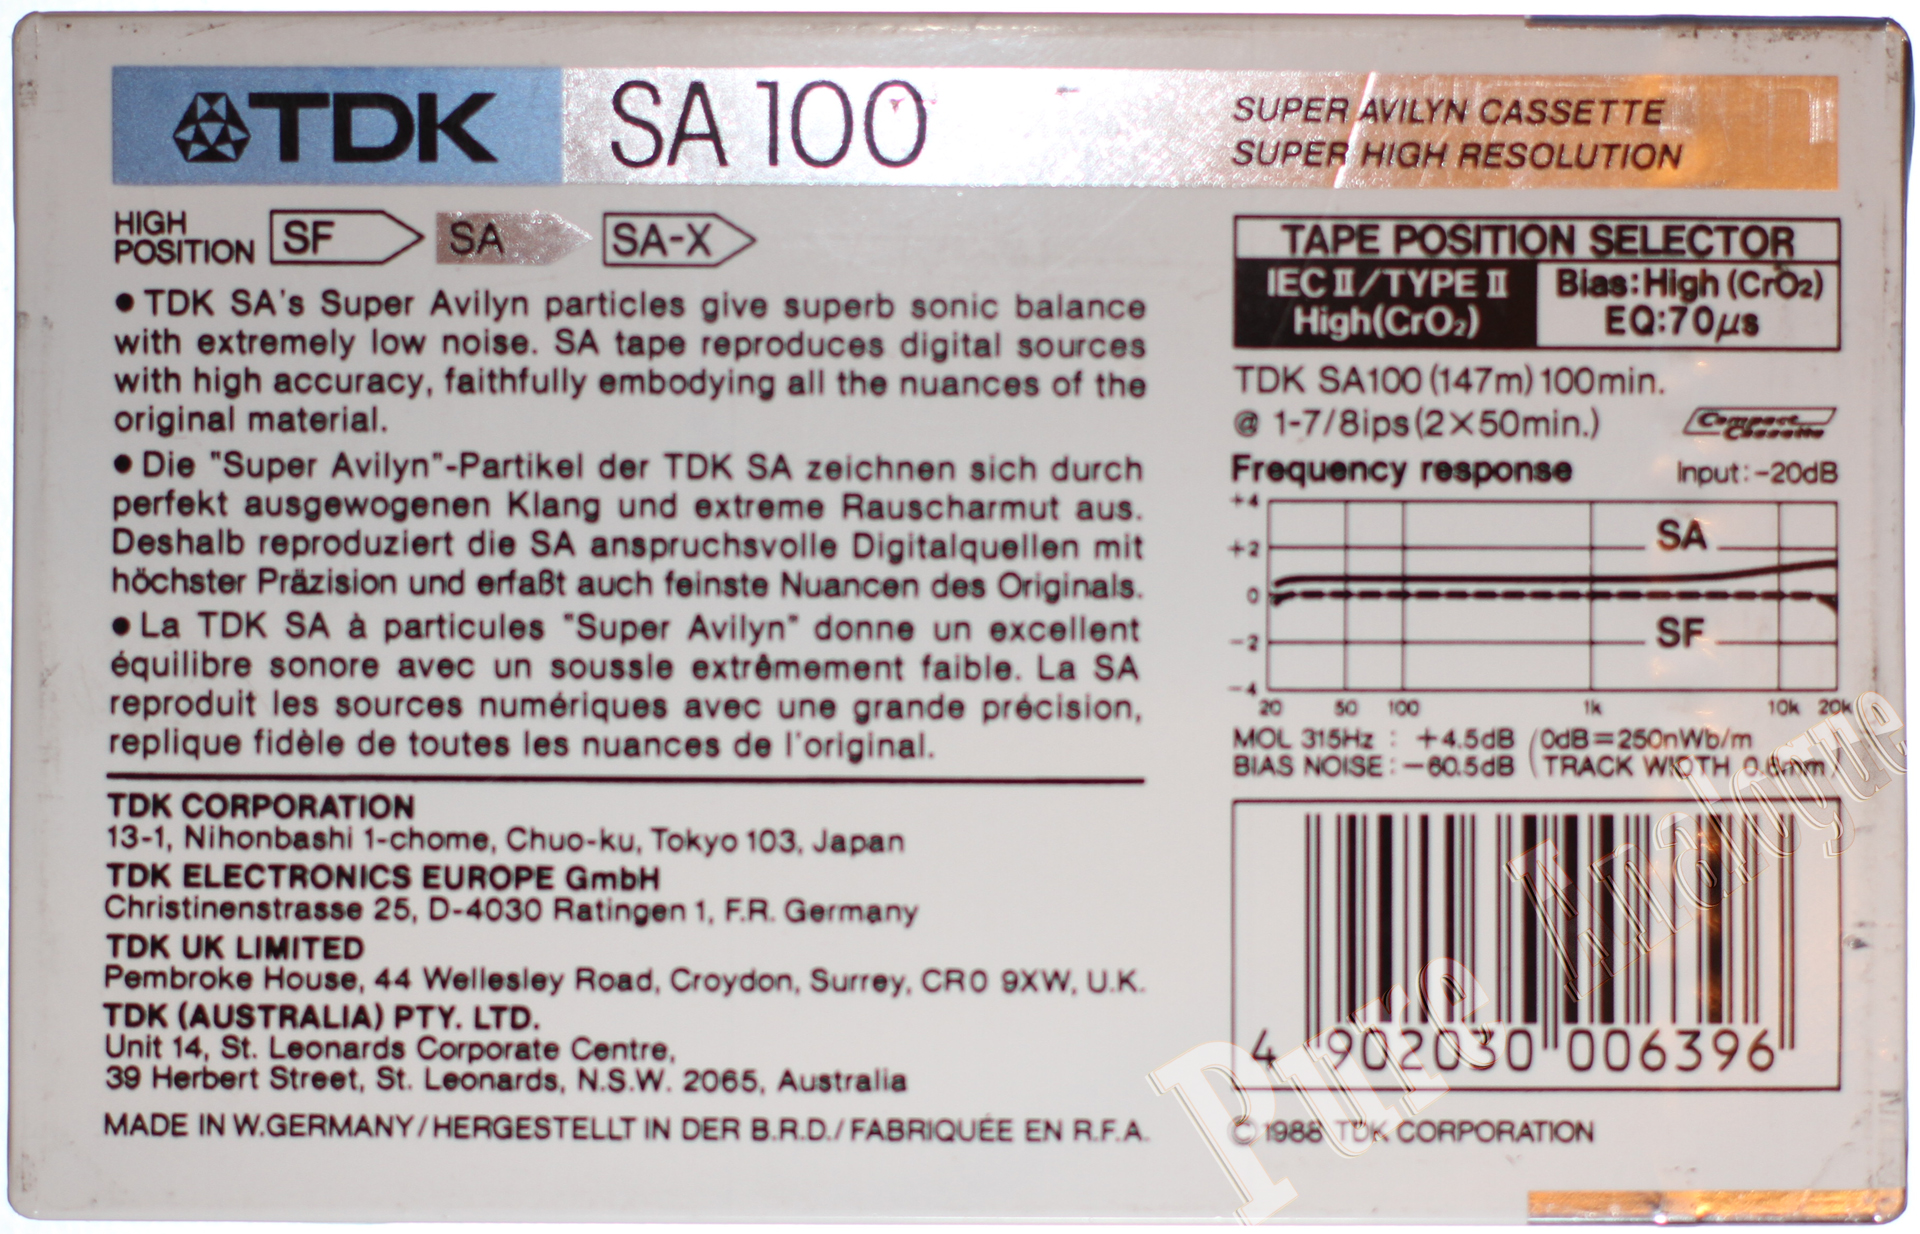 TDK SA 100
SUPER AVILYN CASSETTE
SUPER HIGH RESOLUTION
HIGH
POSITION SF SA SA-X
● TDK SA's Super Avilyn particles give superb sonic balance
with extremely low noise. SA tape reproduces digital sources
with high accuracy, faithfully embodying all the nuances of the
original material.
● Die "Super Avilyn"-Partikel der TDK SA zeichnen sich durch
perfekt ausgewogenen Klang und extreme Rauscharmut aus.
Deshalb reproduziert die SA anspruchsvolle Digitalquellen mit
höchster Präzision und erfaßt auch feinste Nuancen des Originals.
● La TDK SA à particules "Super Avilyn" donne un excellent
équilibre sonore avec un soussle extrêmement faible. La SA
reproduit les sources numériques avec une grande précision,
replique fidèle de toutes les nuances de l'original.
TDK CORPORATION
13-1, Nihonbashi 1-chome, Chuo-ku, Tokyo 103, Japan
TDK ELECTRONICS EUROPE GmbH
Christinenstrasse 25, D-4030 Ratingen 1, F.R. Germany
TDK UK LIMITED
Pembroke House, 44 Wellesley Road, Croydon, Surrey, CR0 9XW, U.K.
TDK (AUSTRALIA) PTY. LTD.
Unit 14, St. Leonards Corporate Centre,
39 Herbert Street, St. Leonards, N.S.W. 2065, Australia
MADE IN W.GERMANY/HERGESTELLT IN DER B.R.D./FABRIQUÉE EN R.F.A.
TAPE POSITION SELECTOR
IEC II/TYPE II
High(CrO₂)
Bias:High (CrO₂)
EQ:70μs
TDK SA100 (147m) 100min.
@ 1-7/8ips (2×50min.)
Compact Cassette
Frequency response Input:-20dB
+4
+2
0
-2
-4
SA
SF
20 50 100 1k 10k 20k
MOL 315Hz : +4.5dB (0dB=250nWb/m
BIAS NOISE : -60.5dB (TRACK WIDTH 0.6mm)
4 902030 006396
© 1988 TDK CORPORATION
Pure Analogue